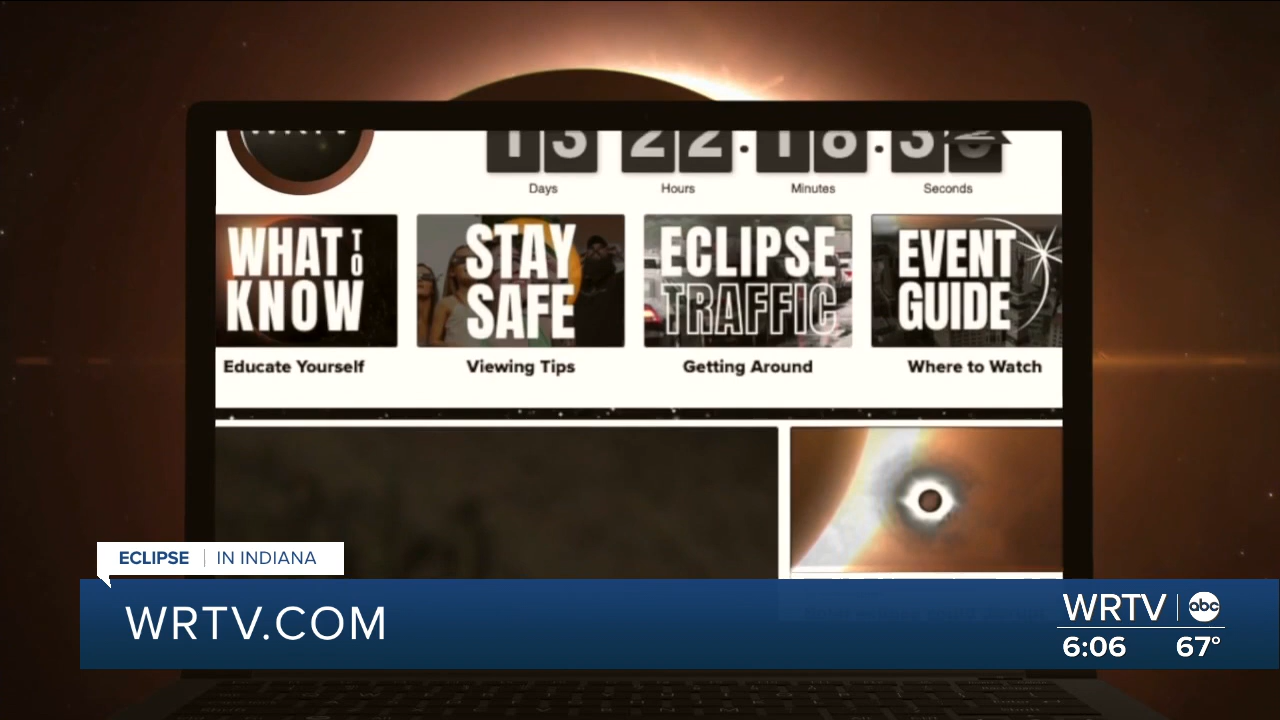 WRTV
13 22 18
Days Hours Minutes Seconds
WHAT TO KNOW
STAY SAFE
ECLIPSE TRAFFIC
EVENT GUIDE
Educate Yourself Viewing Tips Getting Around Where to Watch
ECLIPSE IN INDIANA
WRTV.COM
WRTV abc
6:06 67°